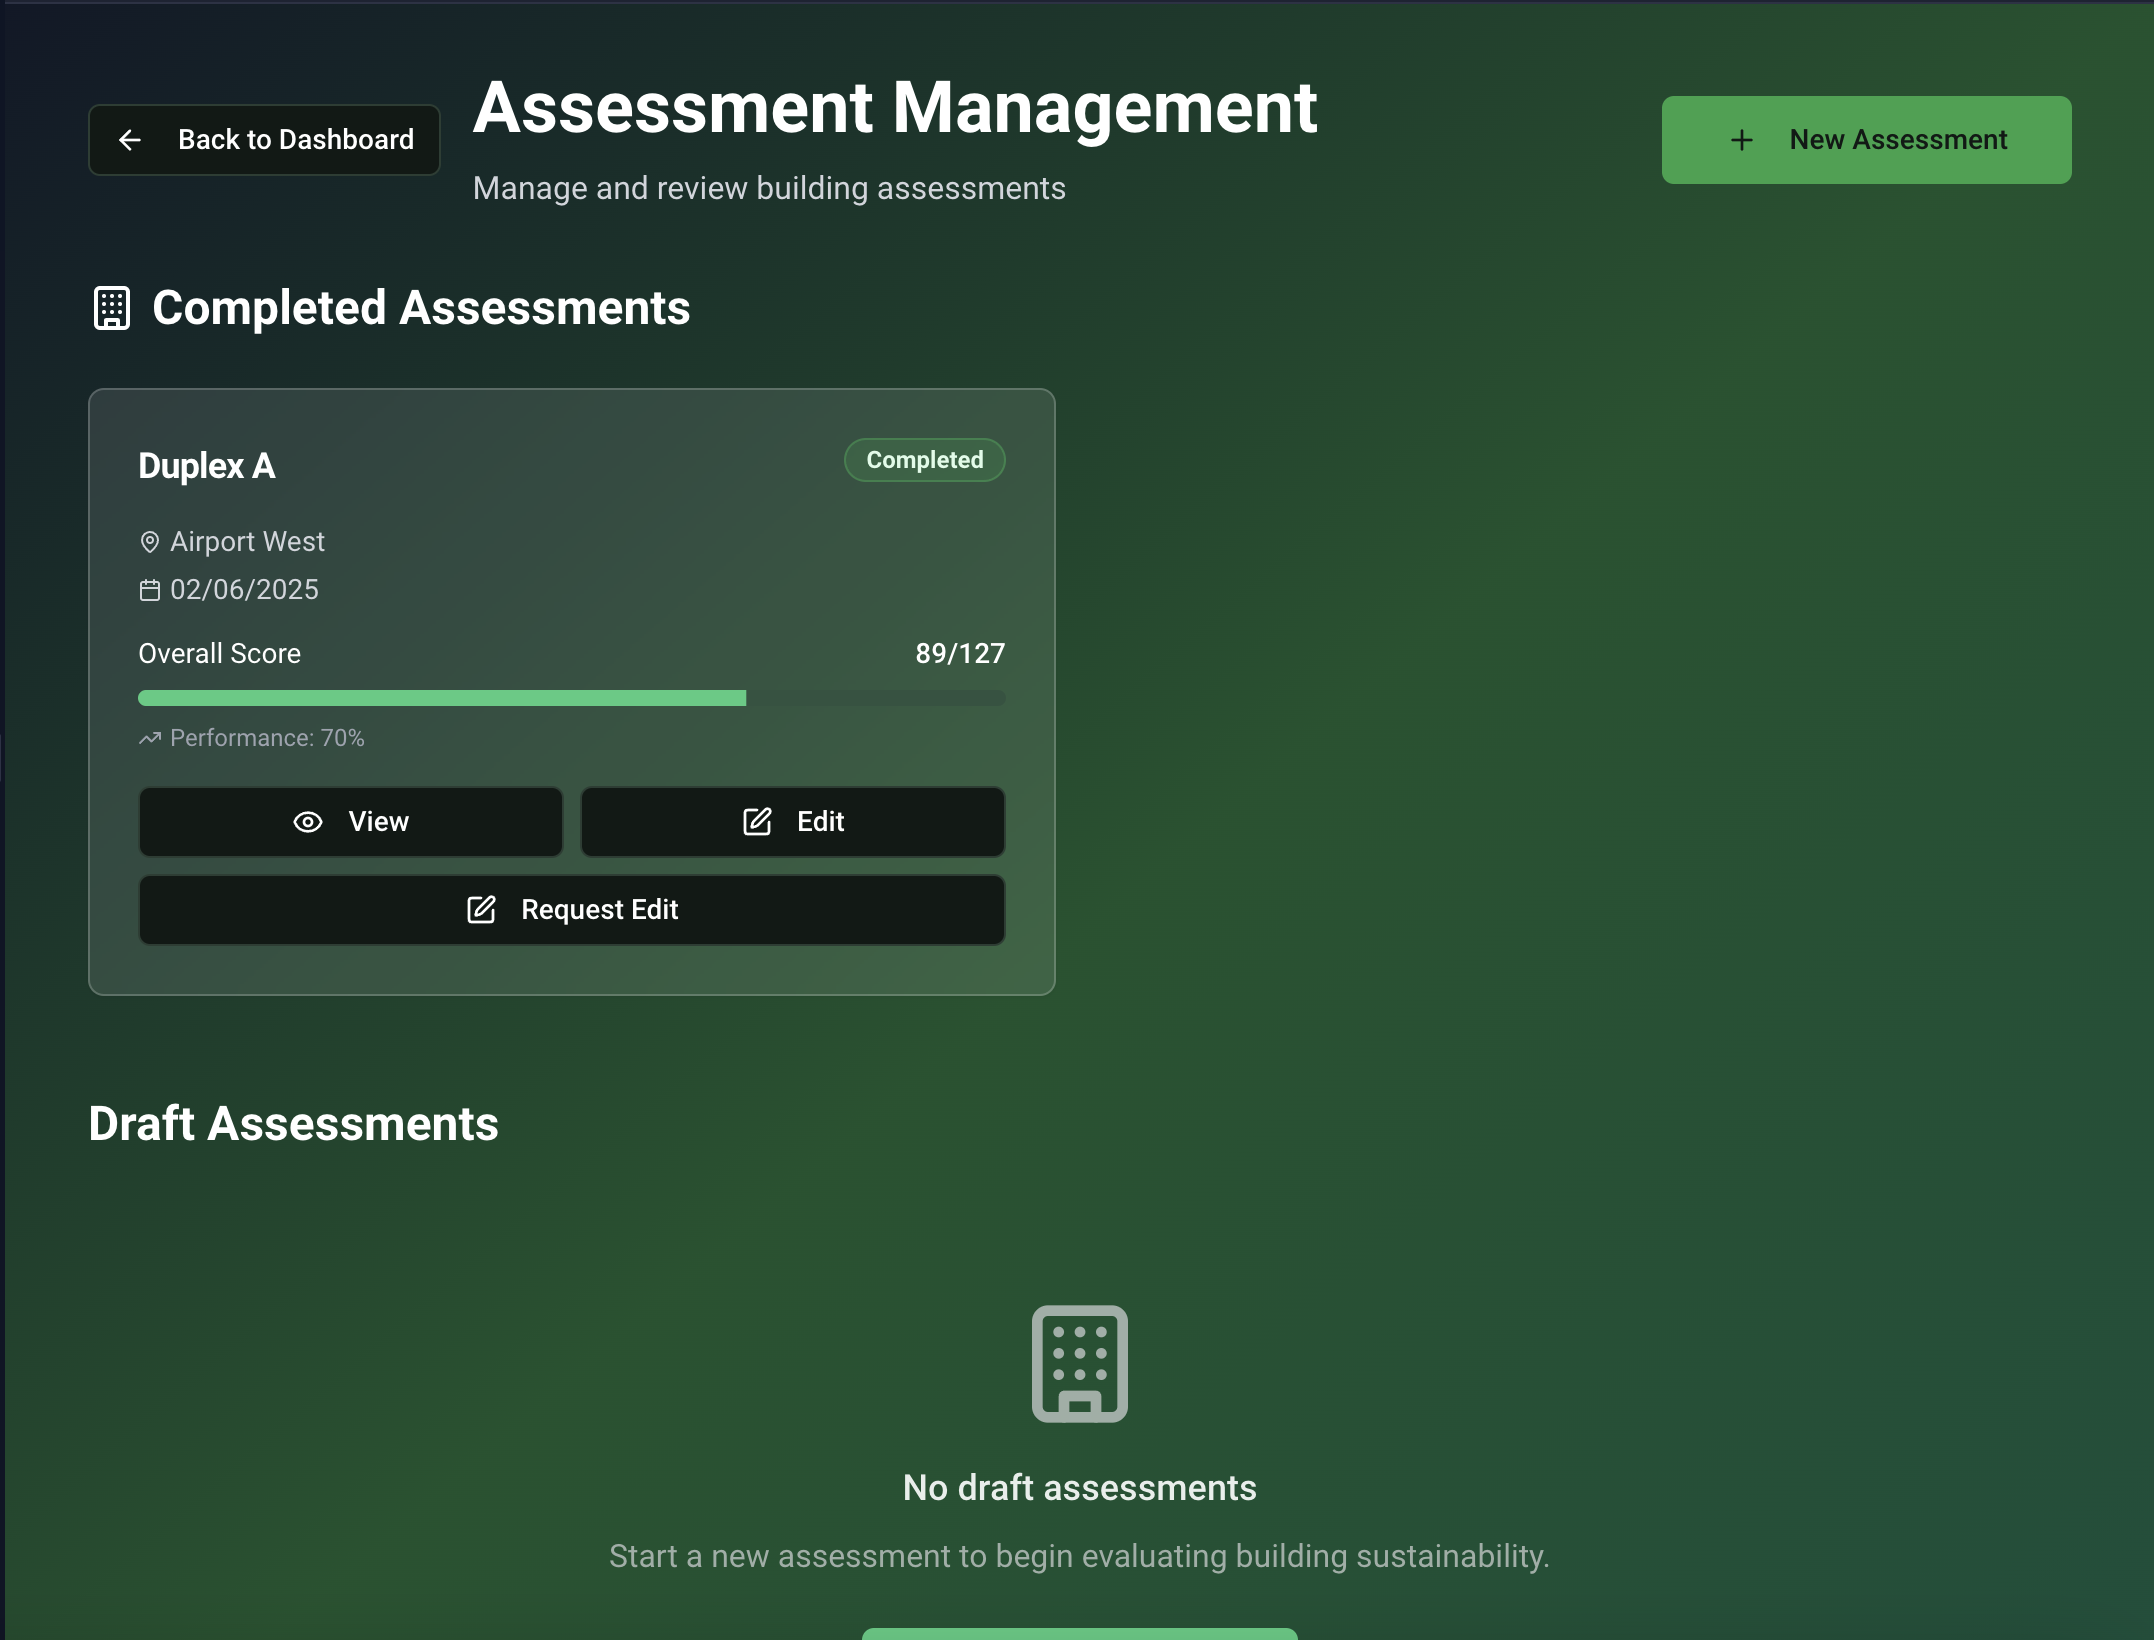 Back to Dashboard
Assessment Management
Manage and review building assessments
New Assessment
Completed Assessments
Duplex A
Completed
Airport West
02/06/2025
Overall Score
89/127
Performance: 70%
View
Edit
Request Edit
Draft Assessments
No draft assessments
Start a new assessment to begin evaluating building sustainability.